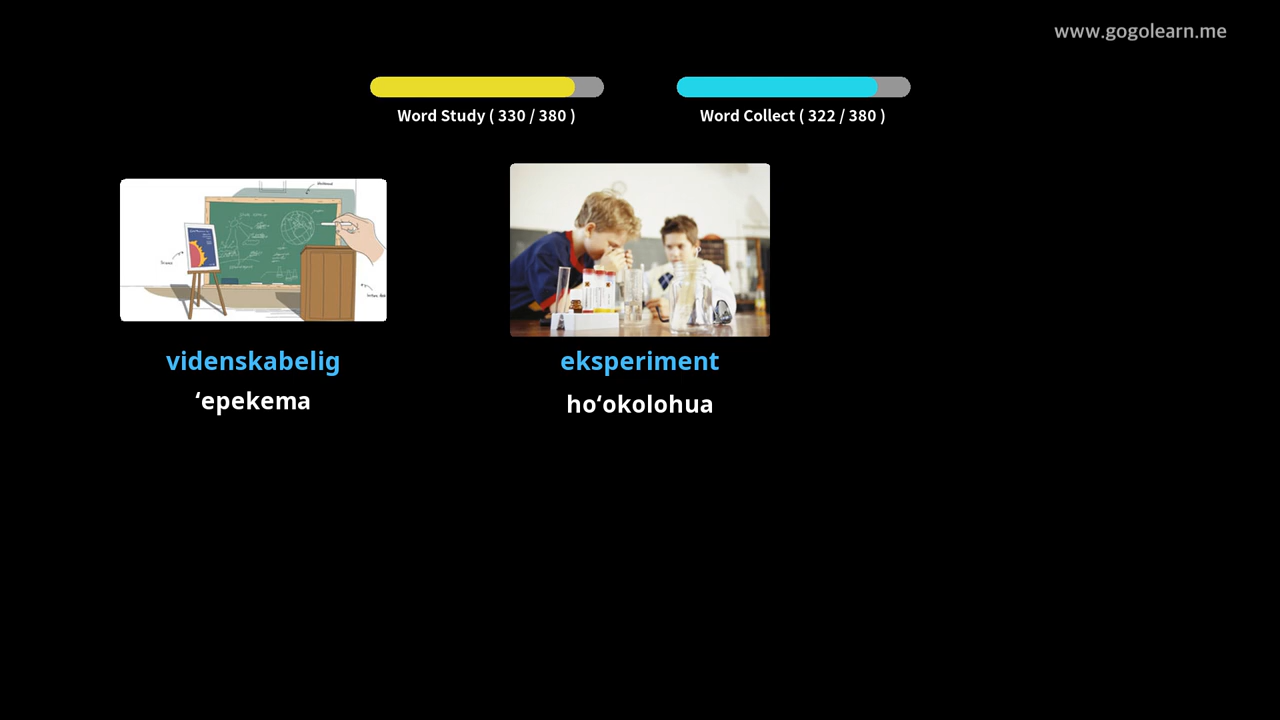 www.gogolearn.me
Word Study ( 330 / 380 )
Word Collect ( 322 / 380 )
videnskabelig
ʻepekema
eksperiment
hoʻokolohua